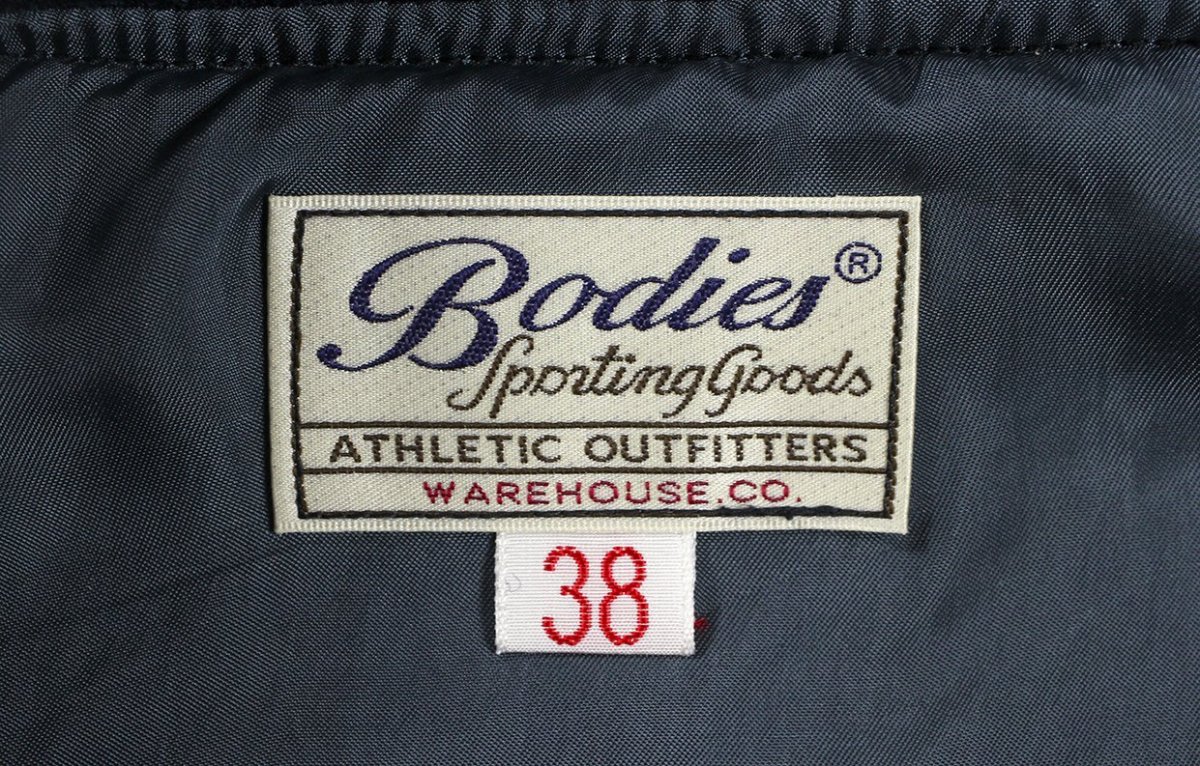 Bodies®
Sporting Goods
ATHLETIC OUTFITTERS
WAREHOUSE.CO.
38